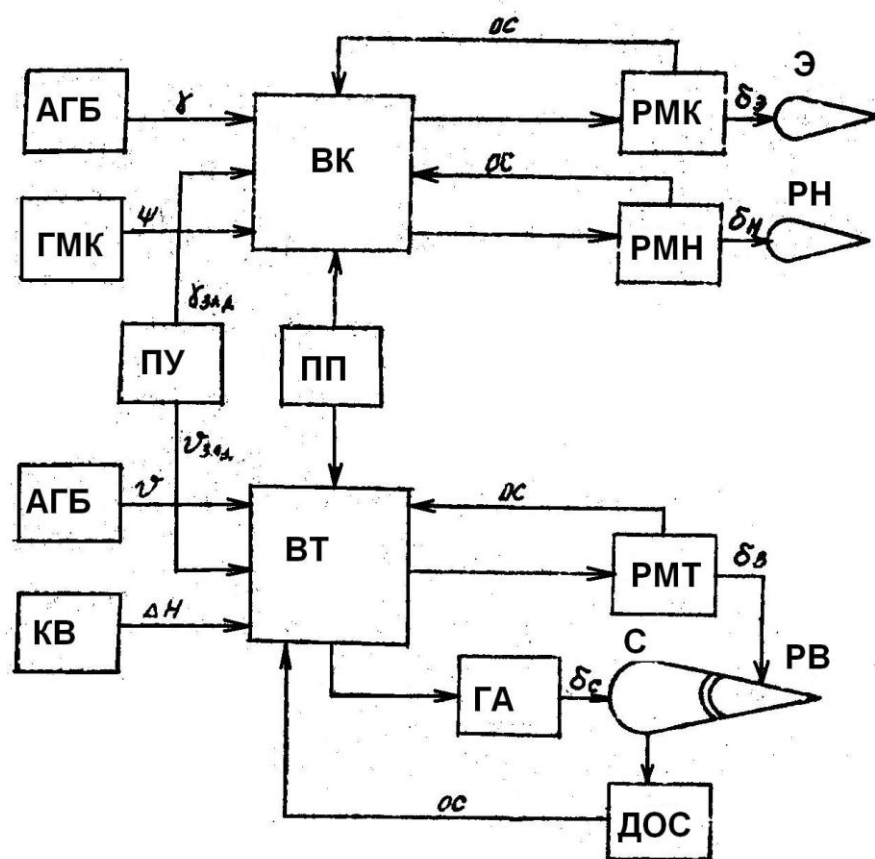 ОС
Э
АГБ
γ
ВК
РМК
δэ
ОС
РН
ГМК
ψ
РМН
δн
γзад
ПУ
ПП
νзад
АГБ
ν
ОС
ВТ
РМТ
δв
КВ
ΔН
С
РВ
ГА
δс
ОС
ДОС